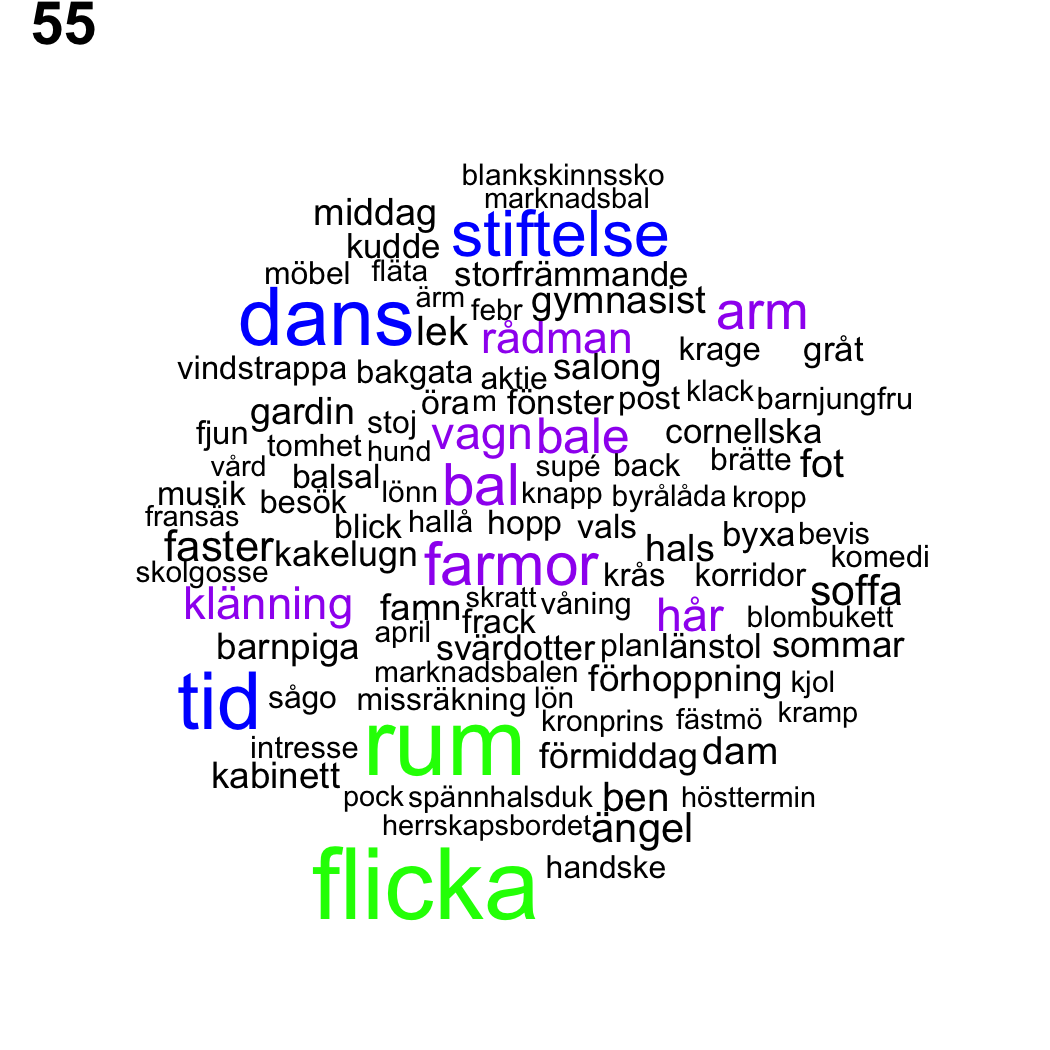 55
blankskinnssko
marknadsbal
middag
stiftelse
kudde
möbel fläta storfrämmande
dans ärm febr gymnasist arm
lek rådman krage gråt
vindstrappa bakgata aktie salong
gardin stoj öra m fönster post klack barnjungfru
fjun tomhet hund vagn bale cornellska
vård balsal supé back brätte fot
musik besök lönn bal knapp byrålåda kropp
fransäs blick hallå hopp vals byxa bevis
faster kakelugn farmor krås hals korridor komedi
skolgosse soffa
klänning famn skratt våning hår blombukett
april frack
barnpiga svärdotter plan länstol sommar
marknadsbalen förhoppning kjol
tid sågo missräkning lön
kronprins fästmö kramp
intresse rum förmiddag dam
kabinett
pock spännhalsduk ben hösttermin
herrskapsbordet ängel
flicka handske